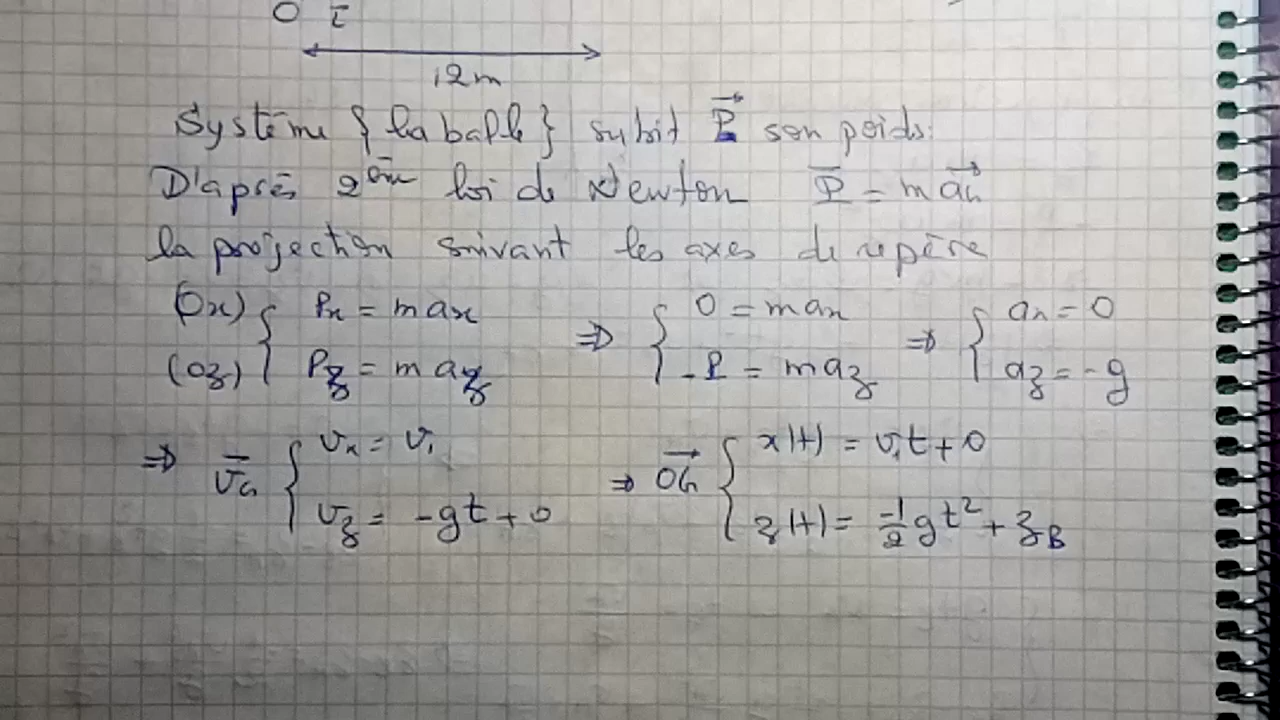 O i
12m
Système {la balle} subit P son poids.
D'après 2ème loi de Newton P = m aG
la projection suivant les axes de repère
(Ox) { Px = m ax ⇒ { 0 = m ax ⇒ { ax = 0
(Oz) { Pz = m az { -P = m az { az = -g
⇒ vG { vx = v1 ⇒ OG { x(t) = v1t + 0
{ vz = -gt + 0 { z(t) = -1/2 gt² + zB